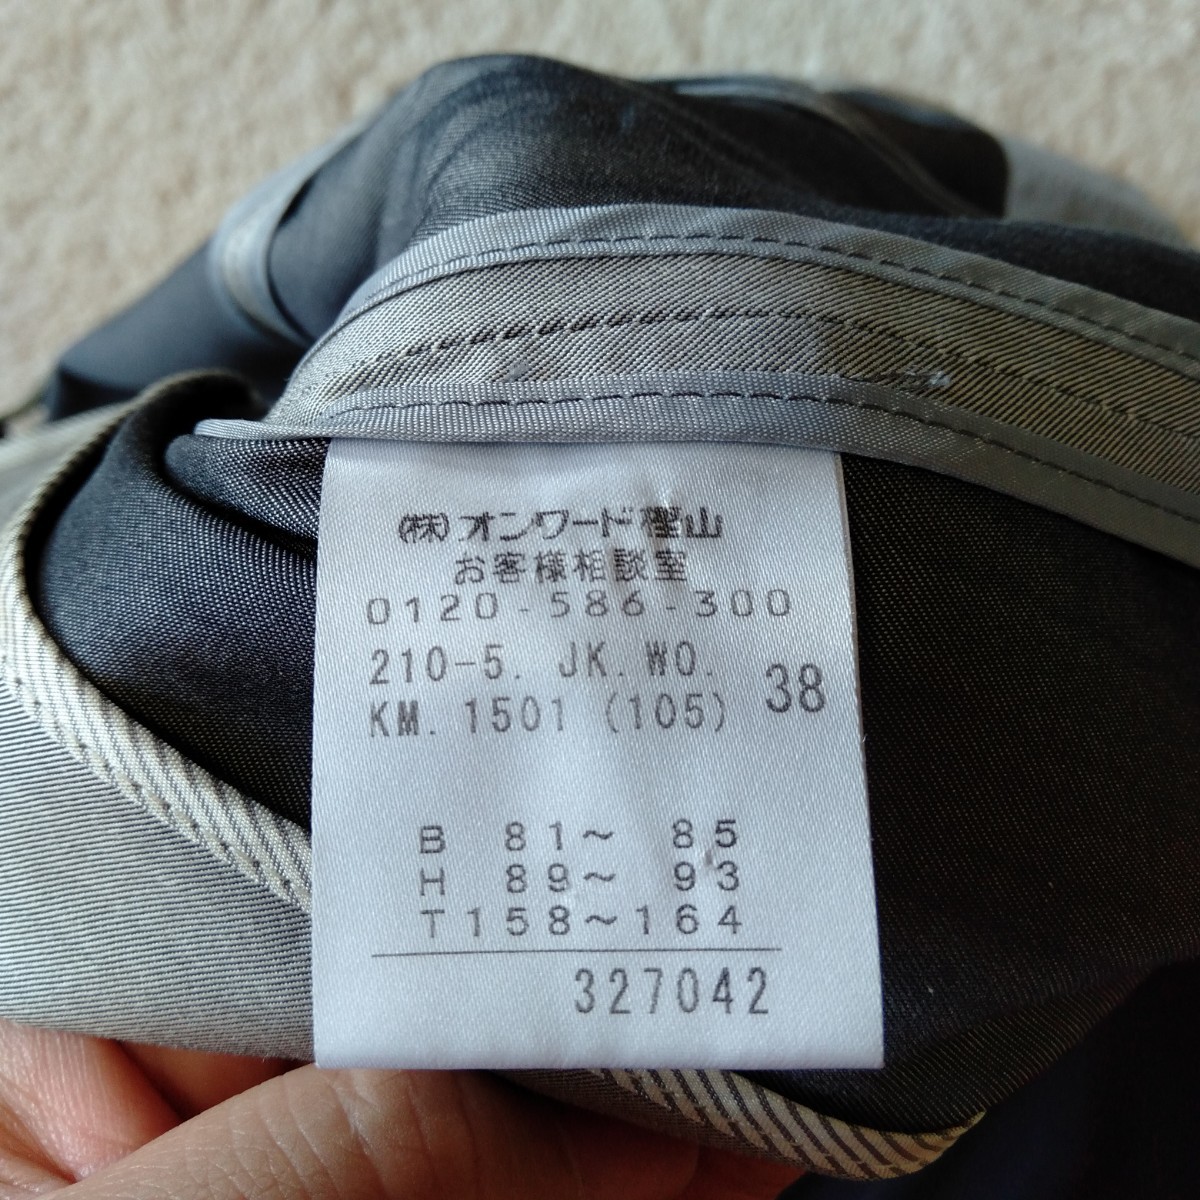 (株)オンワード樫山
お客様相談室
0120-586-300
210-5. JK. WO. 38
KM. 1501 (105)
B 81～ 85
H 89～ 93
T158～164
327042